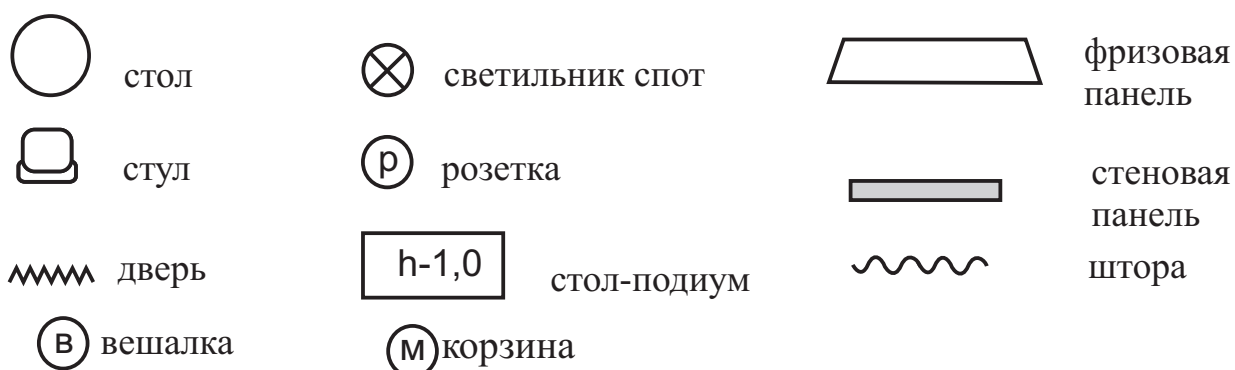 стол
светильник спот
фризовая
панель
стул
р
розетка
стеновая
панель
дверь
h-1,0
стол-подиум
штора
в
вешалка
м
корзина